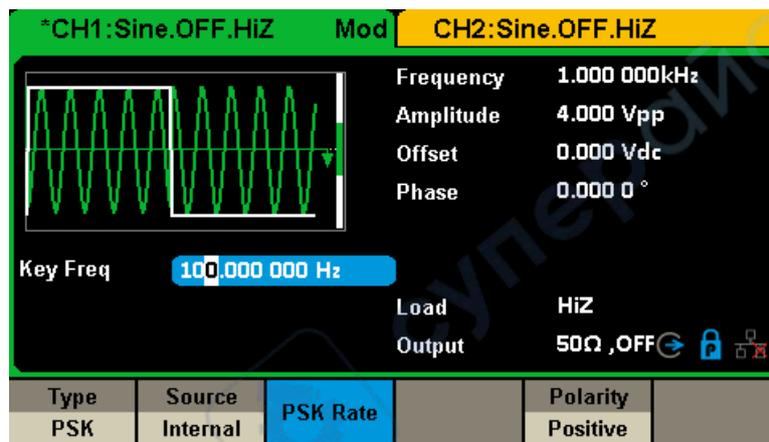 *CH1:Sine.OFF.HiZ Mod CH2:Sine.OFF.HiZ
Frequency 1.000 000kHz
Amplitude 4.000 Vpp
Offset 0.000 Vdc
Phase 0.000 0 °
Key Freq 100.000 000 Hz
Load HiZ
Output 50Ω ,OFF P
Type Source PSK Rate Polarity
PSK Internal Positive